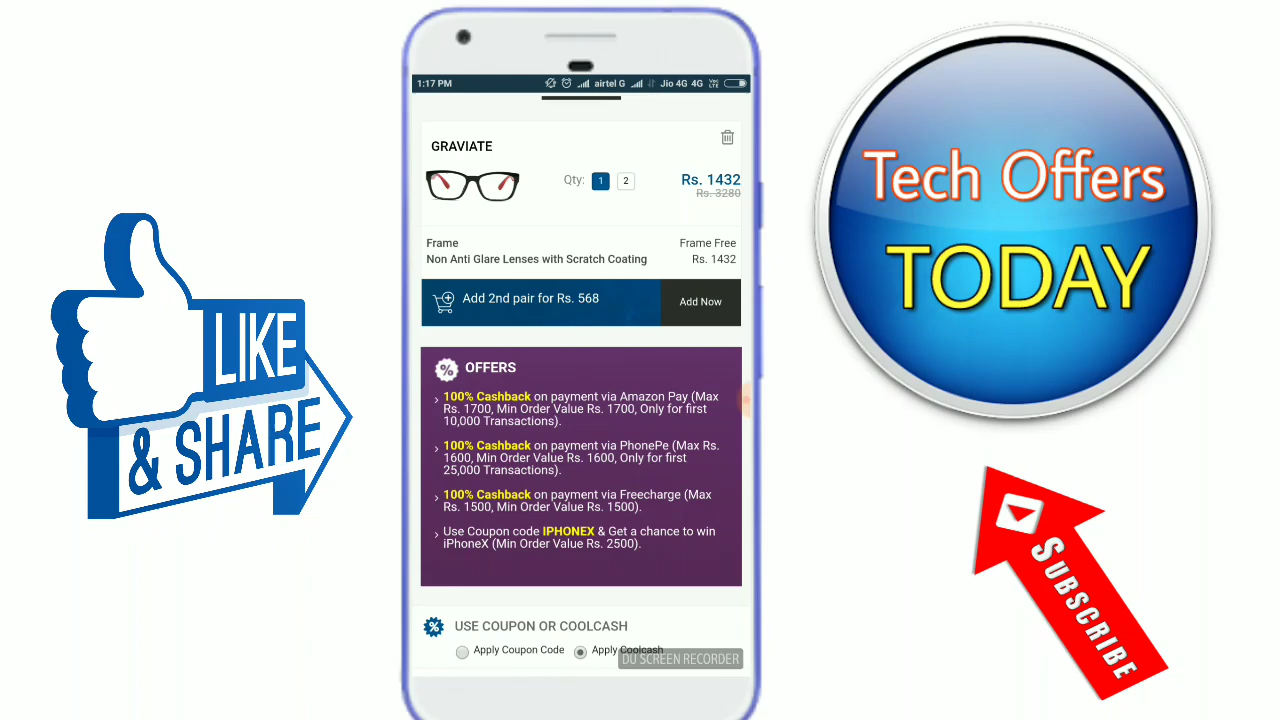 1:17 PM airtel G Jio 4G 4G VoLTE
GRAVIATE
Qty: 1 2 Rs. 1432
Rs. 3280
Frame Frame Free
Non Anti Glare Lenses with Scratch Coating Rs. 1432
Add 2nd pair for Rs. 568 Add Now
% OFFERS
› 100% Cashback on payment via Amazon Pay (Max
Rs. 1700, Min Order Value Rs. 1700, Only for first
10,000 Transactions).
› 100% Cashback on payment via PhonePe (Max Rs.
1600, Min Order Value Rs. 1600, Only for first
25,000 Transactions).
› 100% Cashback on payment via Freecharge (Max
Rs. 1500, Min Order Value Rs. 1500).
› Use Coupon code IPHONEX & Get a chance to win
iPhoneX (Min Order Value Rs. 2500).
% USE COUPON OR COOLCASH
Apply Coupon Code Apply Coolcash
DU SCREEN RECORDER
LIKE
& SHARE
Tech Offers
TODAY
SUBSCRIBE